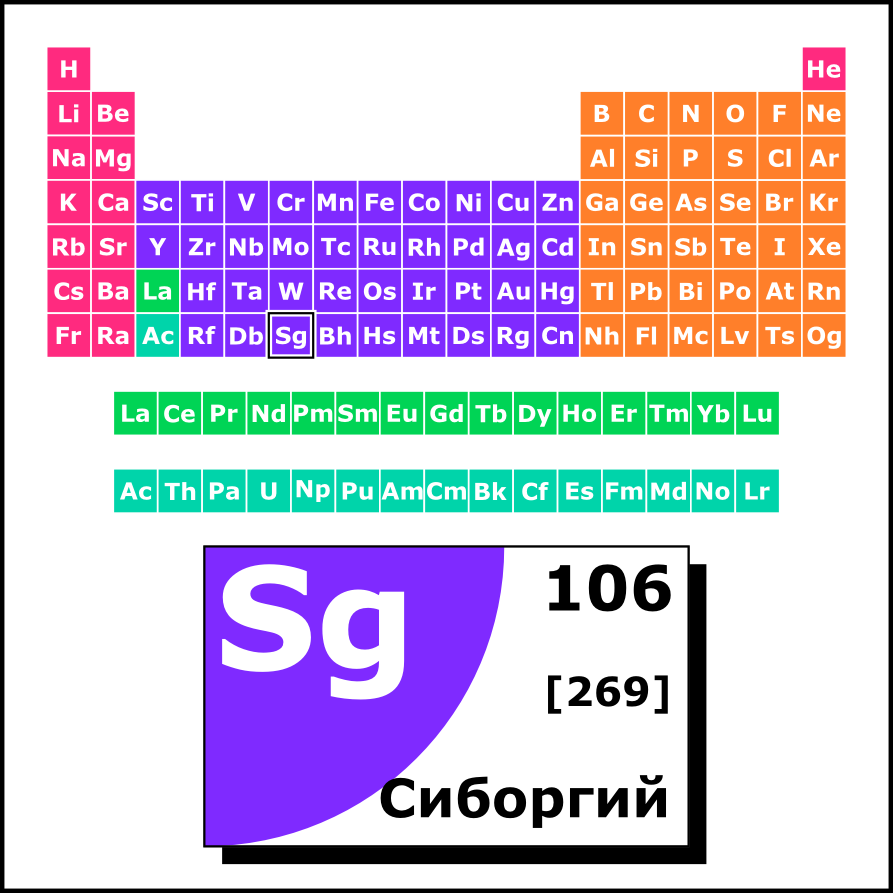 H He
Li Be B C N O F Ne
Na Mg Al Si P S Cl Ar
K Ca Sc Ti V Cr Mn Fe Co Ni Cu Zn Ga Ge As Se Br Kr
Rb Sr Y Zr Nb Mo Tc Ru Rh Pd Ag Cd In Sn Sb Te I Xe
Cs Ba La Hf Ta W Re Os Ir Pt Au Hg Tl Pb Bi Po At Rn
Fr Ra Ac Rf Db Sg Bh Hs Mt Ds Rg Cn Nh Fl Mc Lv Ts Og
La Ce Pr Nd Pm Sm Eu Gd Tb Dy Ho Er Tm Yb Lu
Ac Th Pa U Np Pu Am Cm Bk Cf Es Fm Md No Lr
Sg 106
[269]
Сиборгий